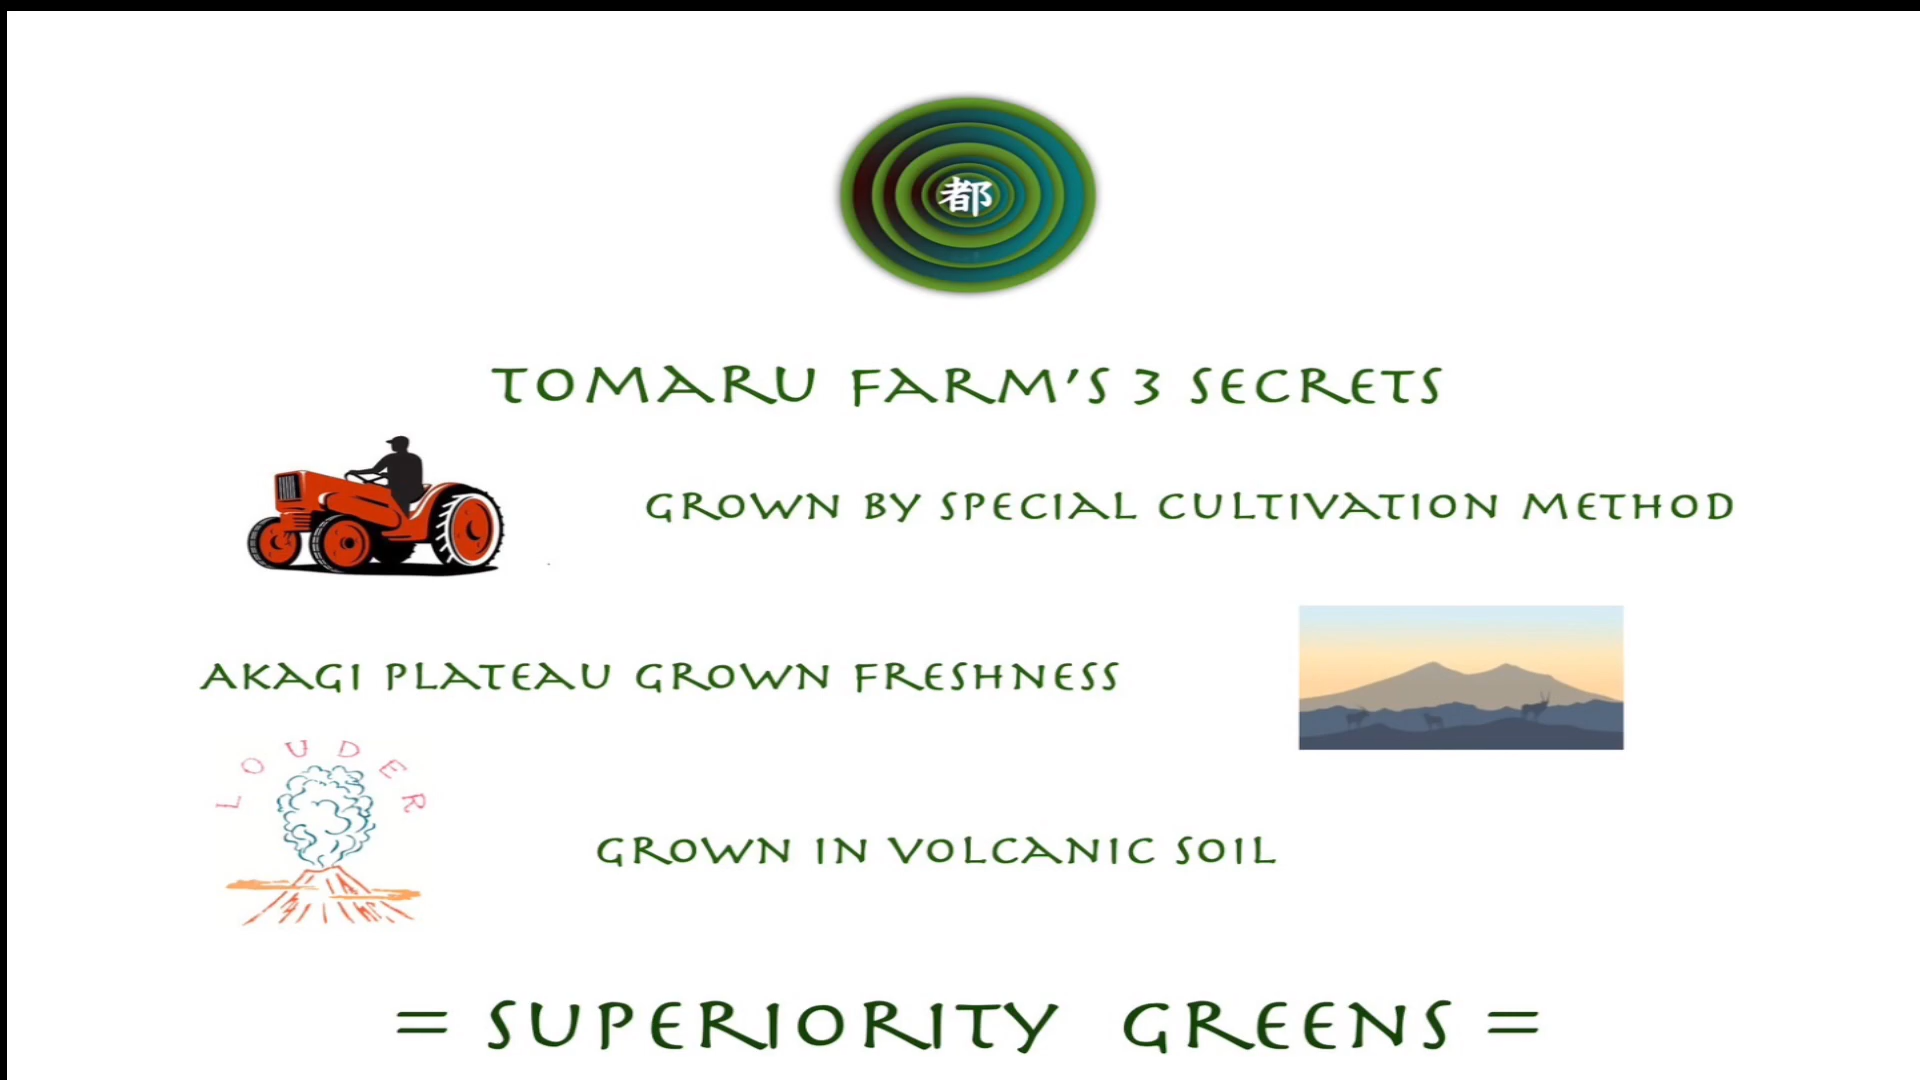 都
TOMARU FARM'S 3 SECRETS
GROWN BY SPECIAL CULTIVATION METHOD
AKAGI PLATEAU GROWN FRESHNESS
LOUDER
GROWN IN VOLCANIC SOIL
= SUPERIORITY GREENS =